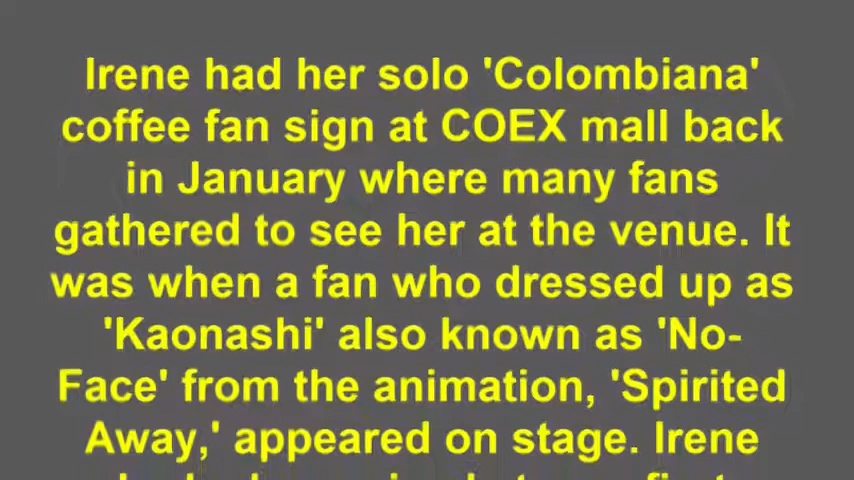 Irene had her solo 'Colombiana'
coffee fan sign at COEX mall back
in January where many fans
gathered to see her at the venue. It
was when a fan who dressed up as
'Kaonashi' also known as 'No-
Face' from the animation, 'Spirited
Away,' appeared on stage. Irene